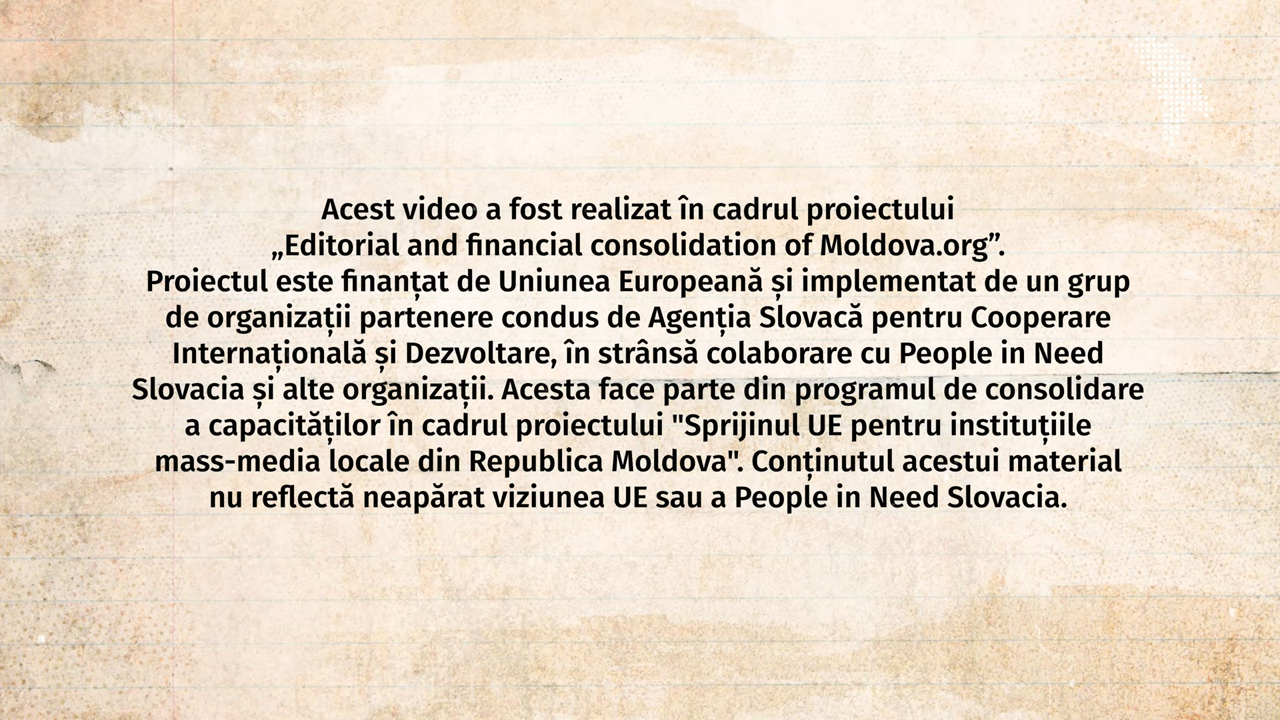 Acest video a fost realizat în cadrul proiectului
„Editorial and financial consolidation of Moldova.org”.
Proiectul este finanțat de Uniunea Europeană și implementat de un grup
de organizații partenere condus de Agenția Slovacă pentru Cooperare
Internațională și Dezvoltare, în strânsă colaborare cu People in Need
Slovacia și alte organizații. Acesta face parte din programul de consolidare
a capacităților în cadrul proiectului "Sprijinul UE pentru instituțiile
mass-media locale din Republica Moldova". Conținutul acestui material
nu reflectă neapărat viziunea UE sau a People in Need Slovacia.